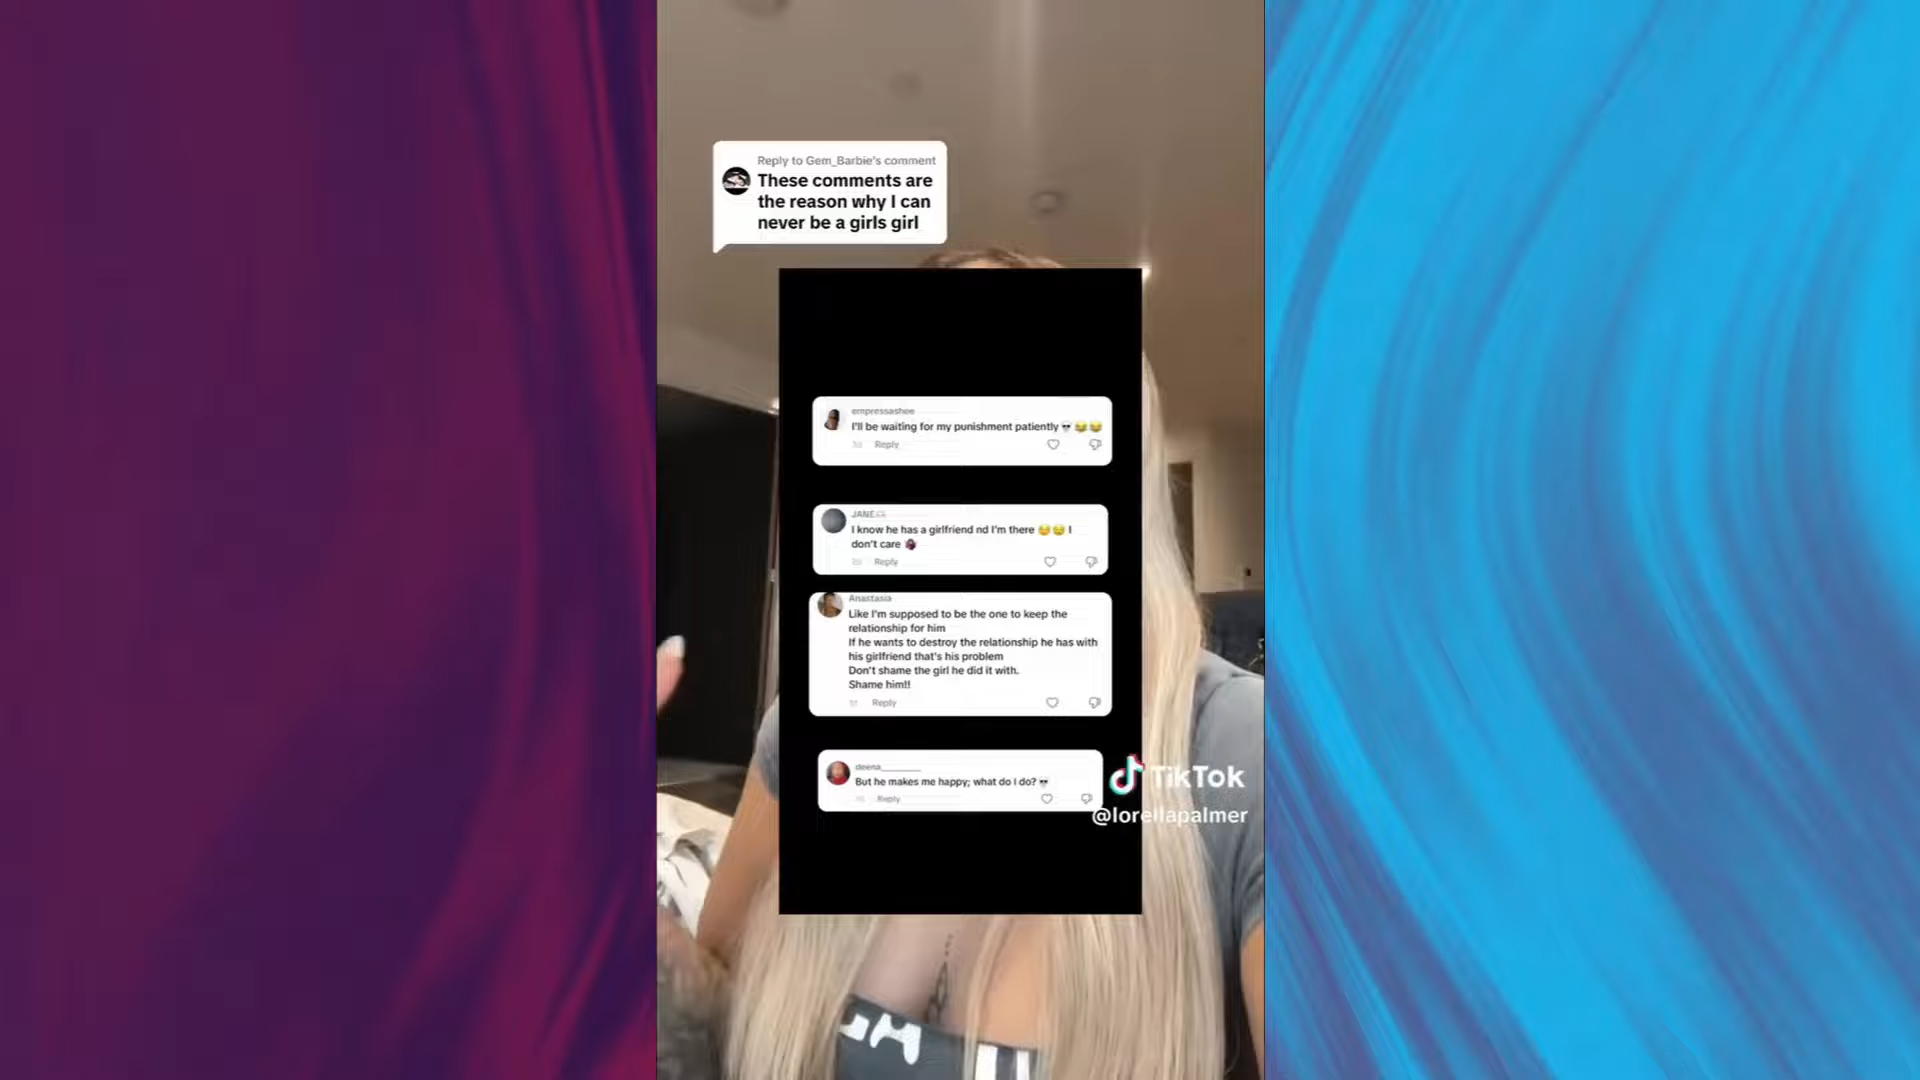 Reply to Gem_Barbie's comment
These comments are
the reason why I can
never be a girls girl
empressashee
I'll be waiting for my punishment patiently 💀😂😂
Reply
JANE
I know he has a girlfriend nd I'm there I
don't care
Reply
Anastasia
Like I'm supposed to be the one to keep the
relationship for him
If he wants to destroy the relationship he has with
his girlfriend that's his problem
Don't shame the girl he did it with.
Shame him!!
Reply
deena________
But he makes me happy; what do I do? 💀
Reply
TikTok
@lorellapalmer